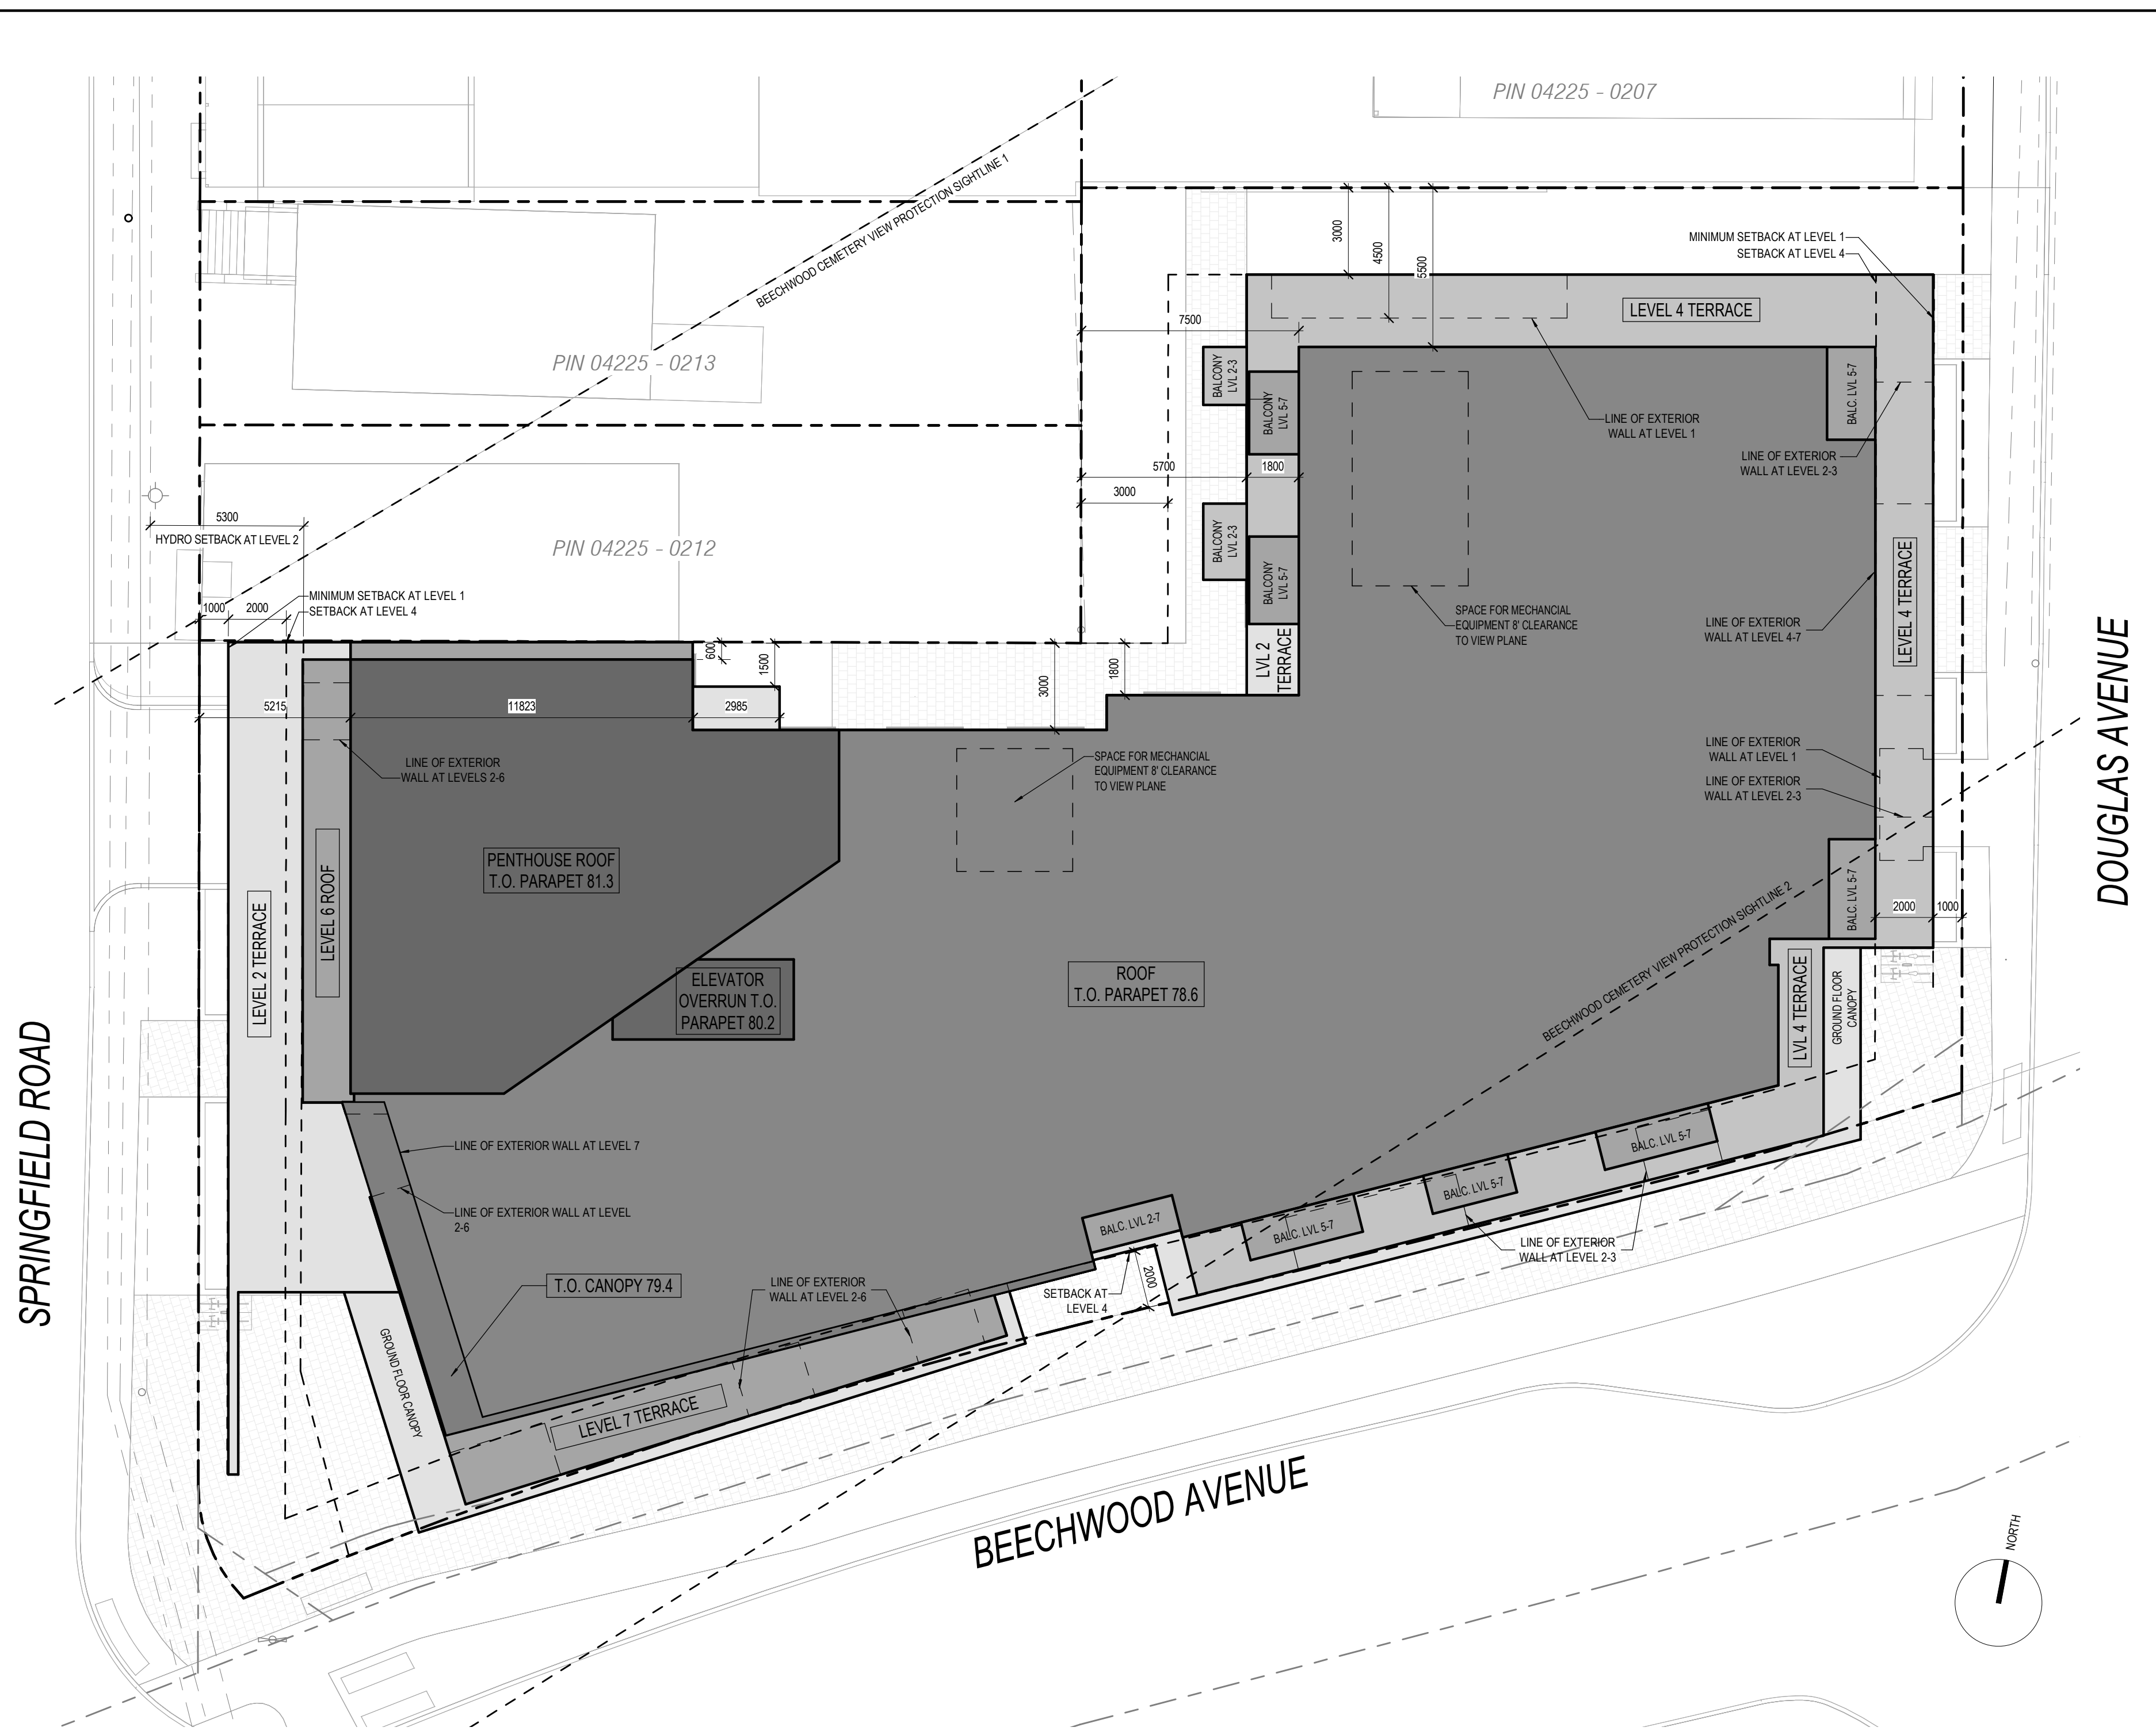 PIN 04225 - 0207
BEECHWOOD CEMETERY VIEW PROTECTION SIGHTLINE 1
3000
4500
5500
MINIMUM SETBACK AT LEVEL 1
SETBACK AT LEVEL 4
LEVEL 4 TERRACE
7500
PIN 04225 - 0213
BALCONY
LVL 2-3
BALCONY
LVL 5-7
BALC. LVL 5-7
LINE OF EXTERIOR
WALL AT LEVEL 1
LINE OF EXTERIOR
WALL AT LEVEL 2-3
5700
1800
3000
5300
HYDRO SETBACK AT LEVEL 2
PIN 04225 - 0212
BALCONY
LVL 2-3
BALCONY
LVL 5-7
LEVEL 4 TERRACE
MINIMUM SETBACK AT LEVEL 1
SETBACK AT LEVEL 4
1000
2000
SPACE FOR MECHANCIAL
EQUIPMENT 8' CLEARANCE
TO VIEW PLANE
LINE OF EXTERIOR
WALL AT LEVEL 4-7
LVL 2
TERRACE
600
1500
3000
1800
5215
11823
2985
DOUGLAS AVENUE
LINE OF EXTERIOR
WALL AT LEVELS 2-6
SPACE FOR MECHANCIAL
EQUIPMENT 8' CLEARANCE
TO VIEW PLANE
LINE OF EXTERIOR
WALL AT LEVEL 1
LINE OF EXTERIOR
WALL AT LEVEL 2-3
PENTHOUSE ROOF
T.O. PARAPET 81.3
LEVEL 6 ROOF
LEVEL 2 TERRACE
BALC. LVL 5-7
2000
1000
BEECHWOOD CEMETERY VIEW PROTECTION SIGHTLINE 2
ELEVATOR
OVERRUN T.O.
PARAPET 80.2
ROOF
T.O. PARAPET 78.6
LVL 4 TERRACE
GROUND FLOOR
CANOPY
SPRINGFIELD ROAD
LINE OF EXTERIOR WALL AT LEVEL 7
LINE OF EXTERIOR WALL AT LEVEL
2-6
BALC. LVL 5-7
BALC. LVL 5-7
BALC. LVL 5-7
BALC. LVL 2-7
LINE OF EXTERIOR
WALL AT LEVEL 2-3
T.O. CANOPY 79.4
LINE OF EXTERIOR
WALL AT LEVEL 2-6
SETBACK AT
LEVEL 4
2000
GROUND FLOOR CANOPY
LEVEL 7 TERRACE
BEECHWOOD AVENUE
NORTH